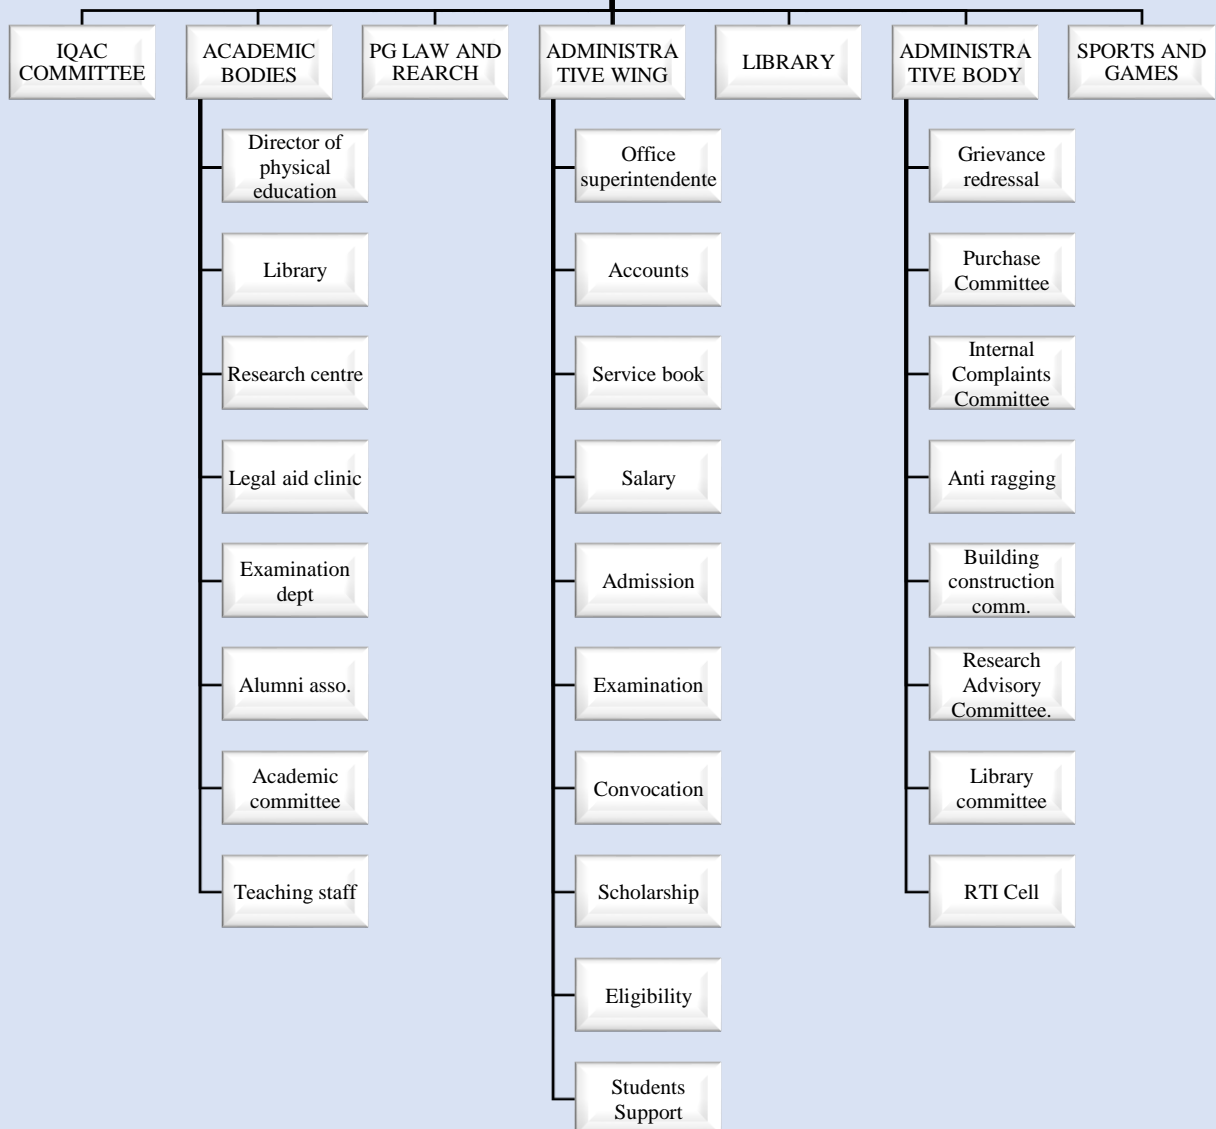 IQAC
COMMITTEE
ACADEMIC
BODIES
PG LAW AND
REARCH
ADMINISTRA
TIVE WING
LIBRARY
ADMINISTRA
TIVE BODY
SPORTS AND
GAMES
Director of
physical
education
Library
Research centre
Legal aid clinic
Examination
dept
Alumni asso.
Academic
committee
Teaching staff
Office
superintendente
Accounts
Service book
Salary
Admission
Examination
Convocation
Scholarship
Eligibility
Students
Support
Grievance
redressal
Purchase
Committee
Internal
Complaints
Committee
Anti ragging
Building
construction
comm.
Research
Advisory
Committee.
Library
committee
RTI Cell